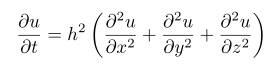 ∂u/∂t = h² ( ∂²u/∂x² + ∂²u/∂y² + ∂²u/∂z² )